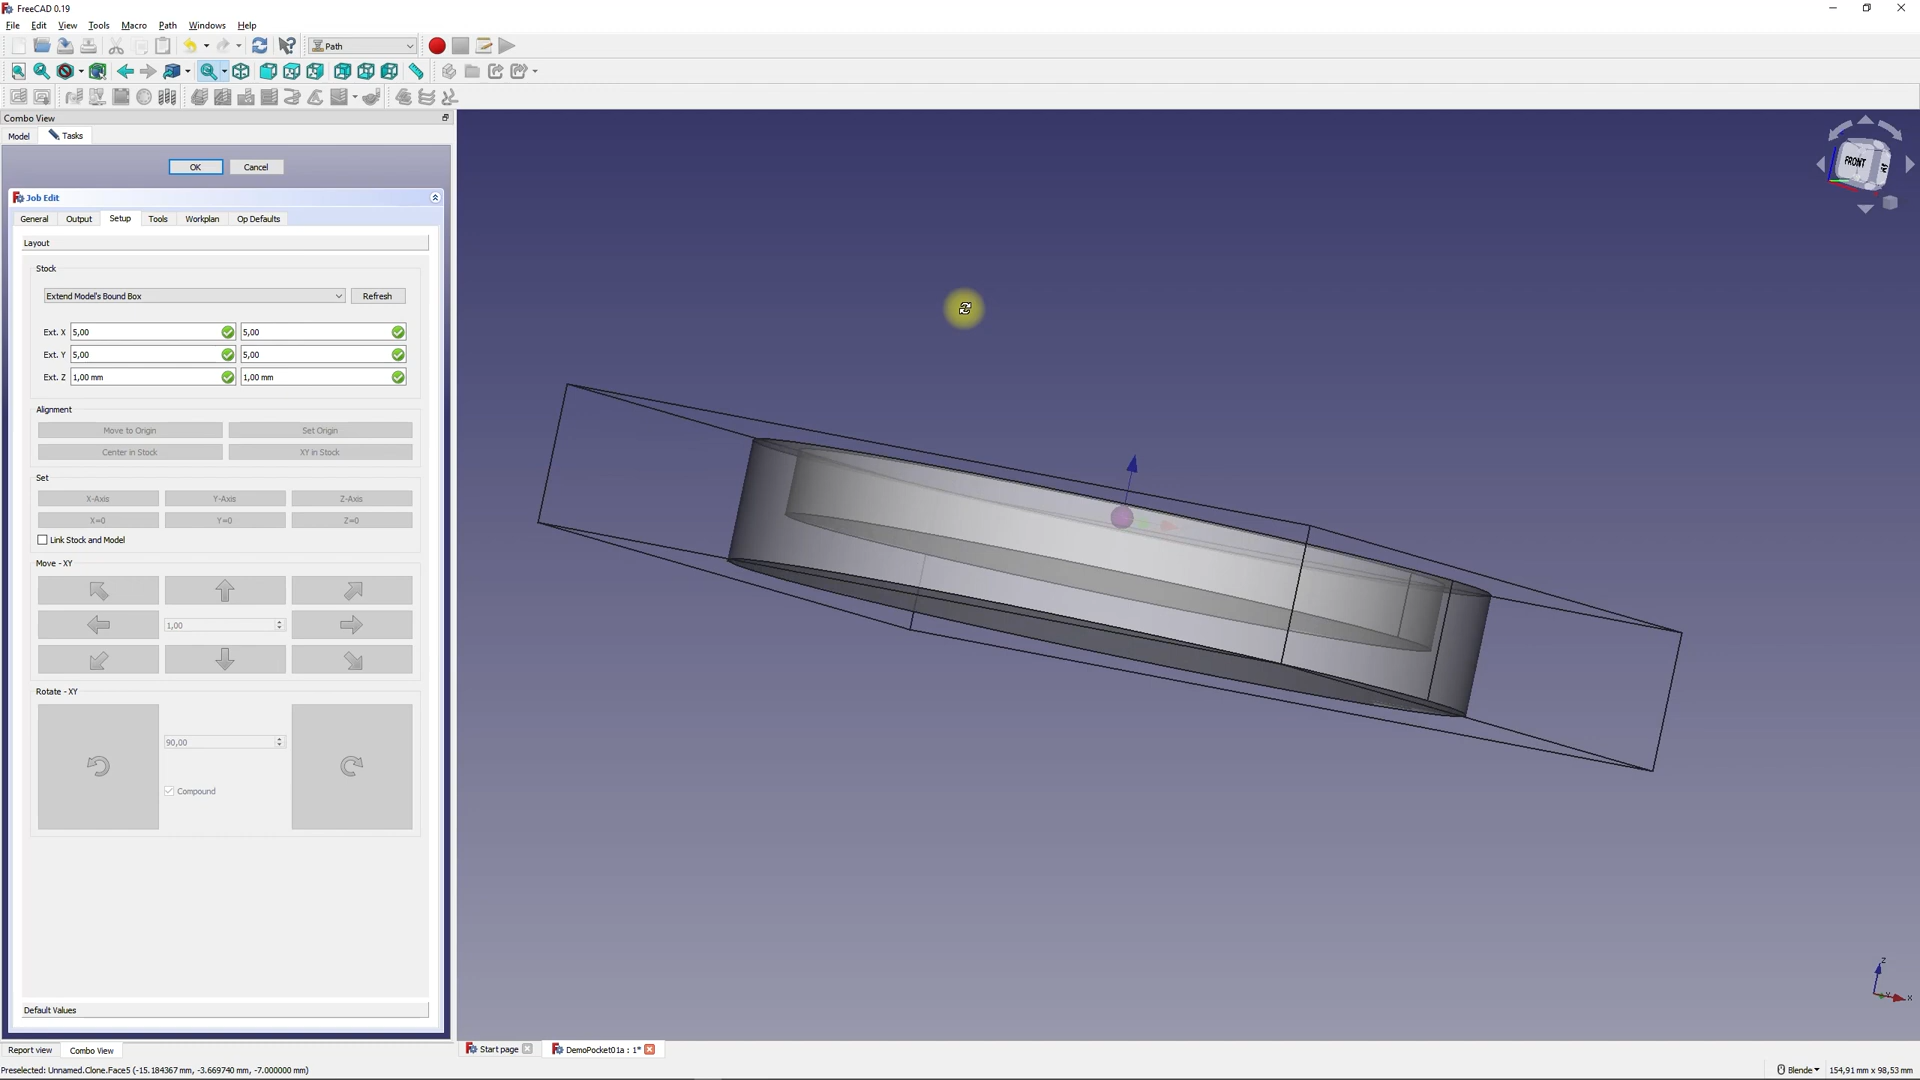 FreeCAD 0.19
File Edit View Tools Macro Path Windows Help
Path
Combo View
Model Tasks
OK Cancel
Job Edit
General Output Setup Tools Workplan Op Defaults
Layout
Stock
Extend Model's Bound Box Refresh
Ext. X 5,00 5,00
Ext. Y 5,00 5,00
Ext. Z 1,00 mm 1,00 mm
Alignment
Move to Origin Set Origin
Center in Stock XY in Stock
Set
X-Axis Y-Axis Z-Axis
X=0 Y=0 Z=0
Link Stock and Model
Move - XY
1,00
Rotate - XY
90,00
Compound
Default Values
Report view Combo View
Start page DemoPocket01a : 1*
Preselected: Unnamed.Clone.Face5 (-15.184367 mm, -3.669740 mm, -7.000000 mm)
Blende 154,91 mm x 98,53 mm
FRONT
Z
X